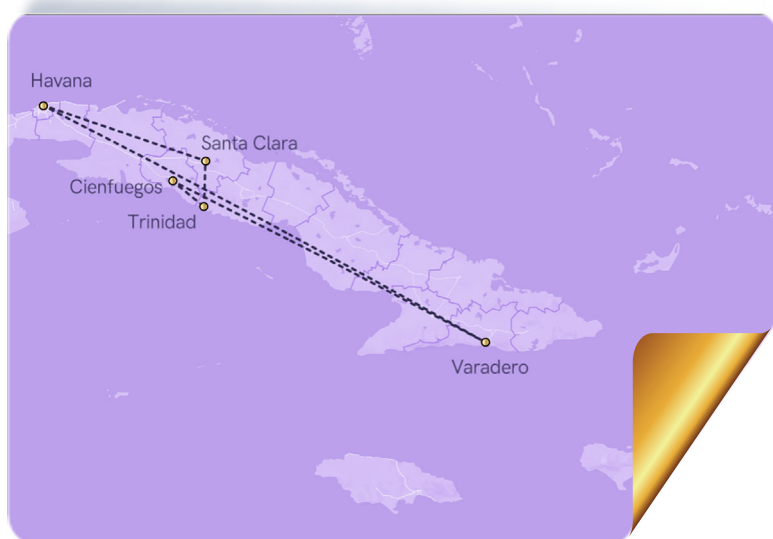 Havana
Santa Clara
Cienfuegos
Trinidad
Varadero